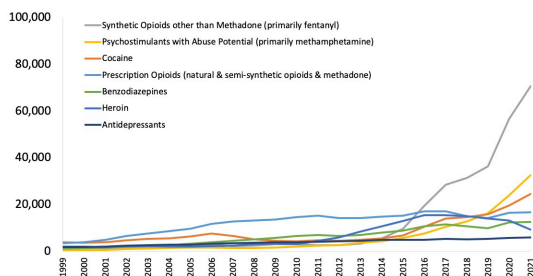 100,000
80,000
60,000
40,000
20,000
0
Synthetic Opioids other than Methadone (primarily fentanyl)
Psychostimulants with Abuse Potential (primarily methamphetamine)
Cocaine
Prescription Opioids (natural & semi-synthetic opioids & methadone)
Benzodiazepines
Heroin
Antidepressants
1999 2000 2001 2002 2003 2004 2005 2006 2007 2008 2009 2010 2011 2012 2013 2014 2015 2016 2017 2018 2019 2020 2021